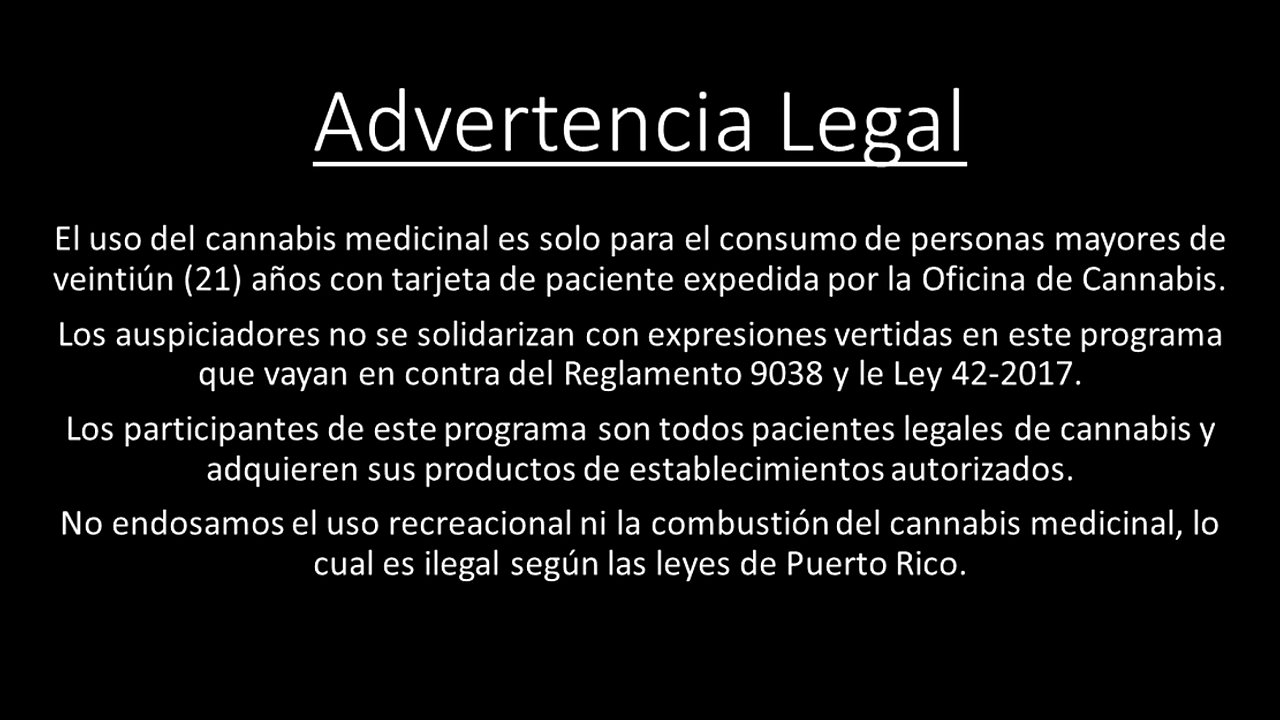 Advertencia Legal
El uso del cannabis medicinal es solo para el consumo de personas mayores de
veintiún (21) años con tarjeta de paciente expedida por la Oficina de Cannabis.
Los auspiciadores no se solidarizan con expresiones vertidas en este programa
que vayan en contra del Reglamento 9038 y le Ley 42-2017.
Los participantes de este programa son todos pacientes legales de cannabis y
adquieren sus productos de establecimientos autorizados.
No endosamos el uso recreacional ni la combustión del cannabis medicinal, lo
cual es ilegal según las leyes de Puerto Rico.